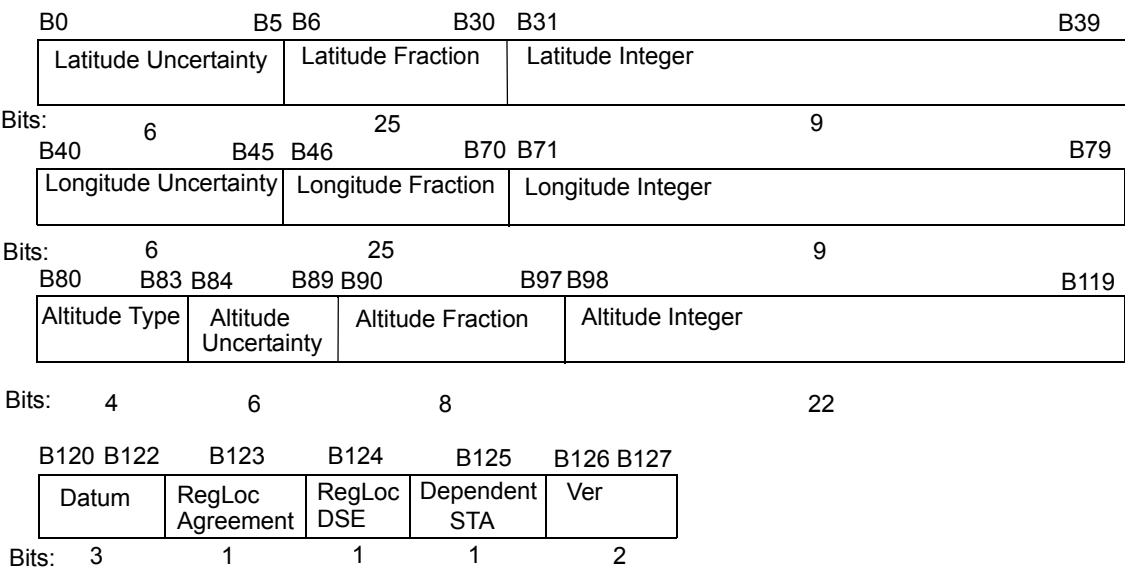 B0 B5 B6 B30 B31 B39
Latitude Uncertainty Latitude Fraction Latitude Integer
Bits: 6 25 9
B40 B45 B46 B70 B71 B79
Longitude Uncertainty Longitude Fraction Longitude Integer
Bits: 6 25 9
B80 B83 B84 B89 B90 B97 B98 B119
Altitude Type Altitude Uncertainty Altitude Fraction Altitude Integer
Bits: 4 6 8 22
B120 B122 B123 B124 B125 B126 B127
Datum RegLoc Agreement RegLoc DSE Dependent STA Ver
Bits: 3 1 1 1 2